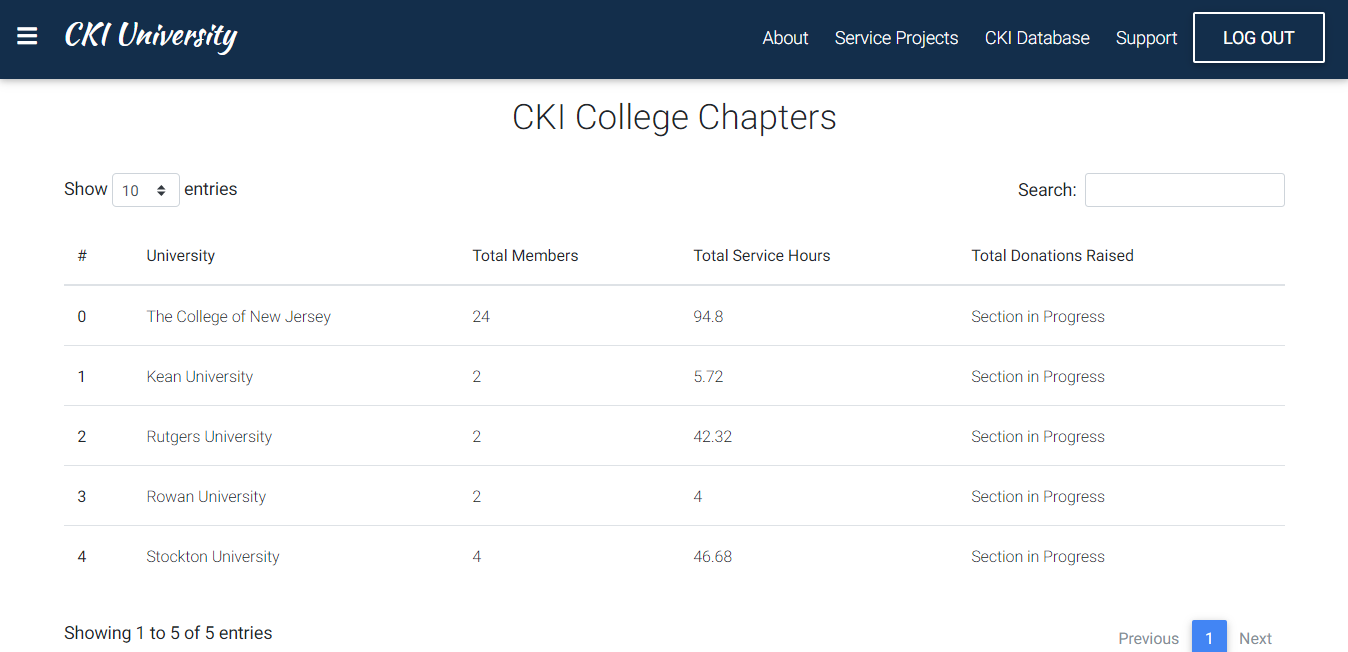 CKI University About Service Projects CKI Database Support LOG OUT
CKI College Chapters
Show 10 entries Search:
# University Total Members Total Service Hours Total Donations Raised
0 The College of New Jersey 24 94.8 Section in Progress
1 Kean University 2 5.72 Section in Progress
2 Rutgers University 2 42.32 Section in Progress
3 Rowan University 2 4 Section in Progress
4 Stockton University 4 46.68 Section in Progress
Showing 1 to 5 of 5 entries Previous 1 Next